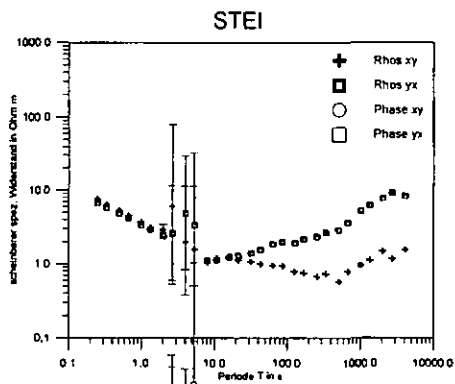 STEI
1000.0
100.0
10.0
1.0
0.1
scheinbarer spez. Widerstand in Ohm m
Rhos xy
Rhos yx
Phase xy
Phase yx
0.1 1.0 10.0 100.0 1000.0 10000.0
Periode T in s